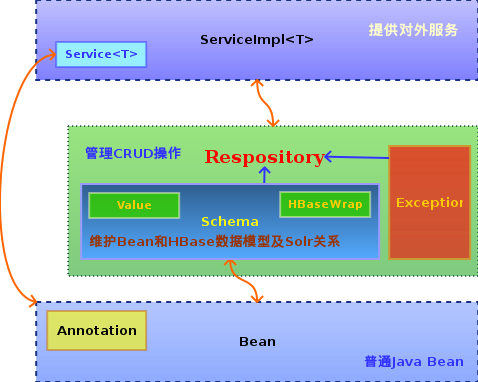 提供对外服务
ServiceImpl<T>
Service<T>
管理CRUD操作
Respository
Value
HBaseWrap
Exception
Schema
维护Bean和HBase数据模型及Solr关系
Annotation
Bean
普通Java Bean